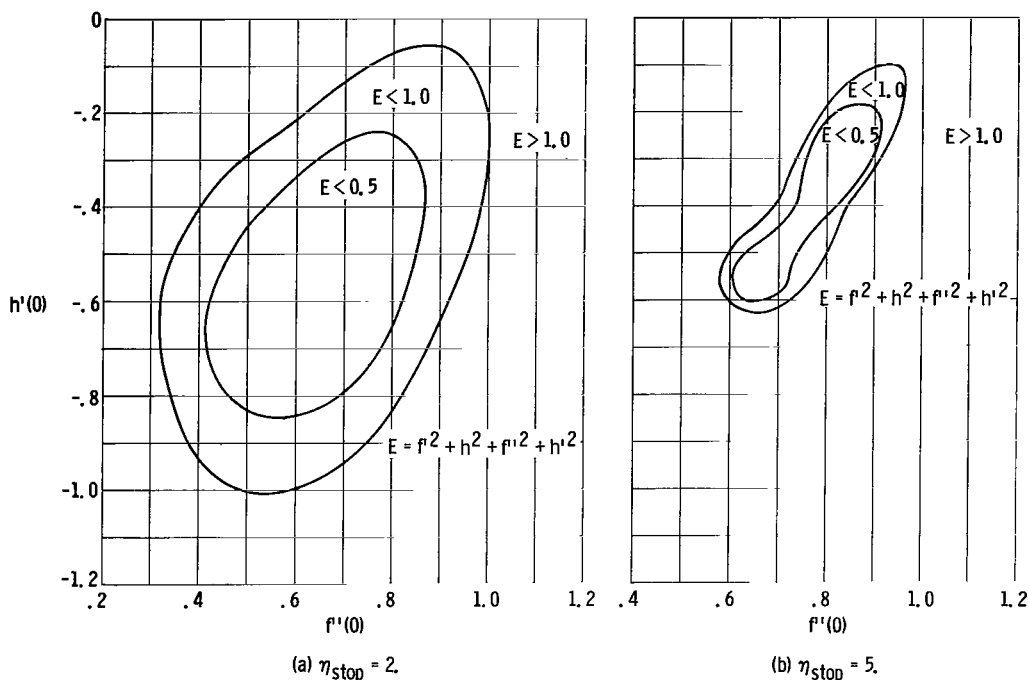 0
-.2
-.4
h'(0)
-.6
-.8
-1.0
-1.2
E < 1.0
E > 1.0
E < 0.5
E = f'² + h² + f''² + h'²
.2
.4
.6
.8
1.0
1.2
f''(0)
(a) ηstop = 2.
E < 1.0
E < 0.5
E > 1.0
E = f'² + h² + f''² + h'²
.4
.6
.8
1.0
1.2
f''(0)
(b) ηstop = 5.